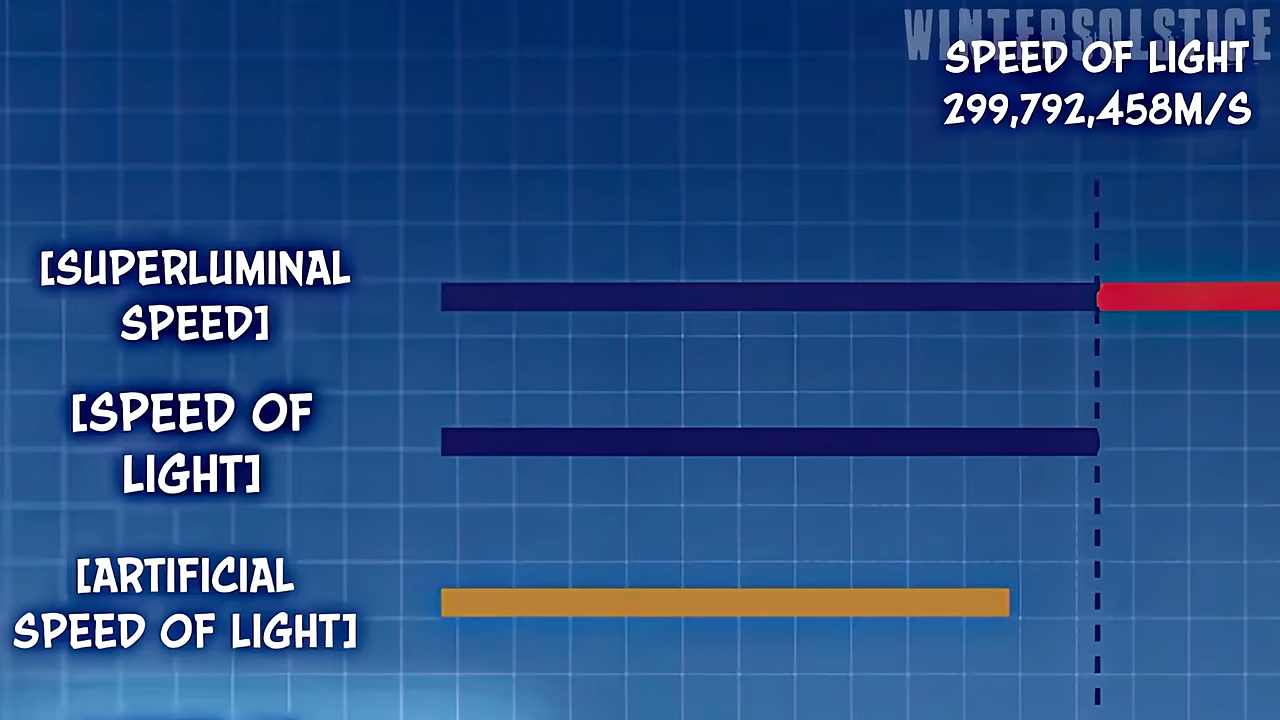 WINTERSOLSTICE
SPEED OF LIGHT
299,792,458M/S
[SUPERLUMINAL
SPEED]
[SPEED OF
LIGHT]
[ARTIFICIAL
SPEED OF LIGHT]